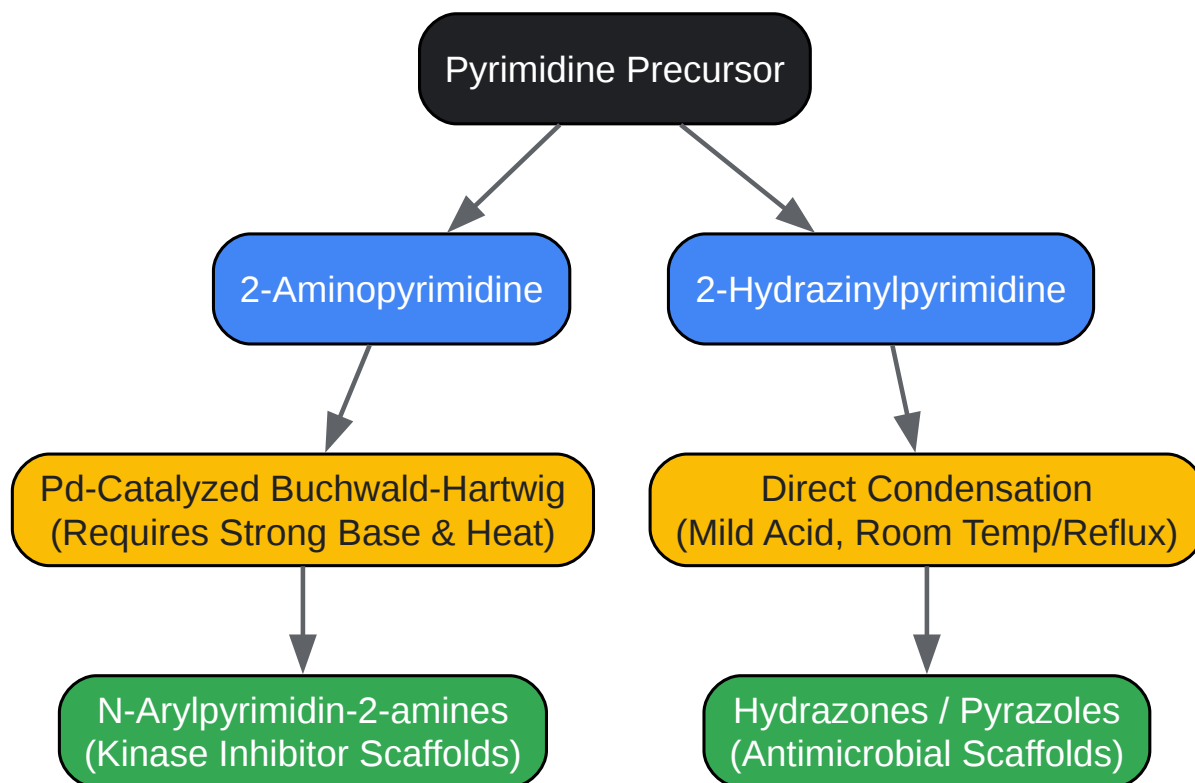 Pyrimidine Precursor
2-Aminopyrimidine
2-Hydrazinylpyrimidine
Pd-Catalyzed Buchwald-Hartwig
(Requires Strong Base & Heat)
Direct Condensation
(Mild Acid, Room Temp/Reflux)
N-Arylpyrimidin-2-amines
(Kinase Inhibitor Scaffolds)
Hydrazones / Pyrazoles
(Antimicrobial Scaffolds)